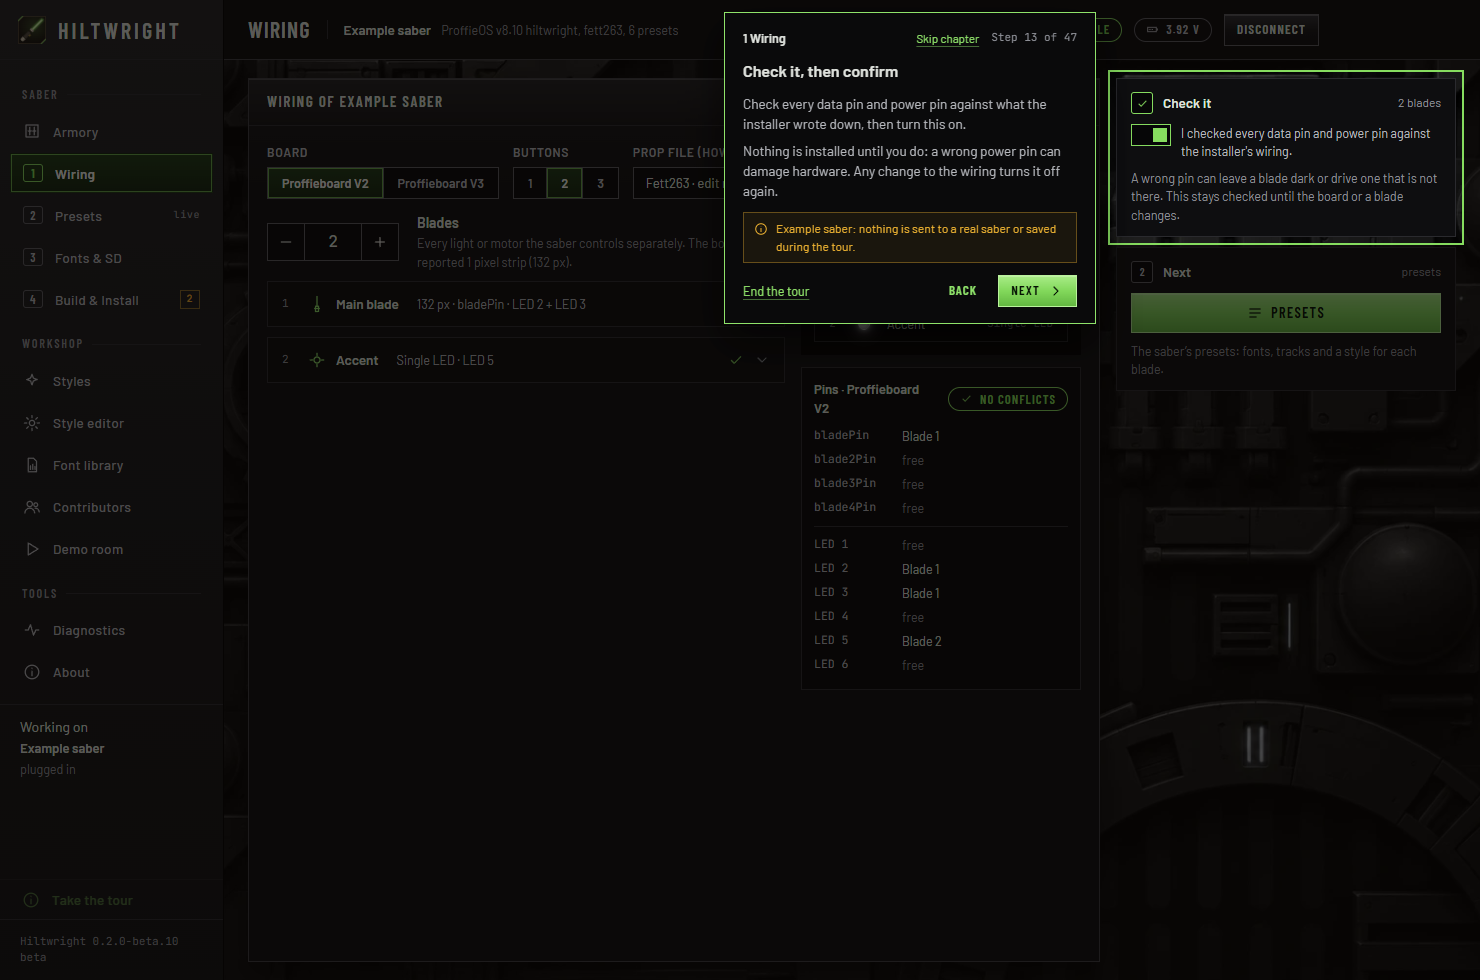 HILTWRIGHT
SABER
Armory
1 Wiring
2 Presets live
3 Fonts & SD
4 Build & Install 2
WORKSHOP
Styles
Style editor
Font library
Contributors
Demo room
TOOLS
Diagnostics
About
Working on
Example saber
plugged in
Take the tour
Hiltwright 0.2.0-beta.10
beta
WIRING Example saber ProffieOS v8.10 hiltwright, fett263, 6 presets
3.92 V DISCONNECT
WIRING OF EXAMPLE SABER
BOARD BUTTONS
Proffieboard V2 Proffieboard V3 1 2 3 Fett263 · edit
2
Blades
Every light or motor the saber controls separately. The
reported 1 pixel strip (132 px).
1 Main blade 132 px · bladePin · LED 2 + LED 3
2 Accent Single LED · LED 5
1 Wiring Skip chapter Step 13 of 47
Check it, then confirm
Check every data pin and power pin against what the
installer wrote down, then turn this on.
Nothing is installed until you do: a wrong power pin can
damage hardware. Any change to the wiring turns it off
again.
Example saber: nothing is sent to a real saber or saved
during the tour.
End the tour BACK NEXT
Accent
Pins · Proffieboard
V2
NO CONFLICTS
bladePin Blade 1
blade2Pin free
blade3Pin free
blade4Pin free
LED 1 free
LED 2 Blade 1
LED 3 Blade 1
LED 4 free
LED 5 Blade 2
LED 6 free
Check it 2 blades
I checked every data pin and power pin against
the installer's wiring.
A wrong pin can leave a blade dark or drive one that is not
there. This stays checked until the board or a blade
changes.
2 Next presets
PRESETS
The saber's presets: fonts, tracks and a style for each
blade.